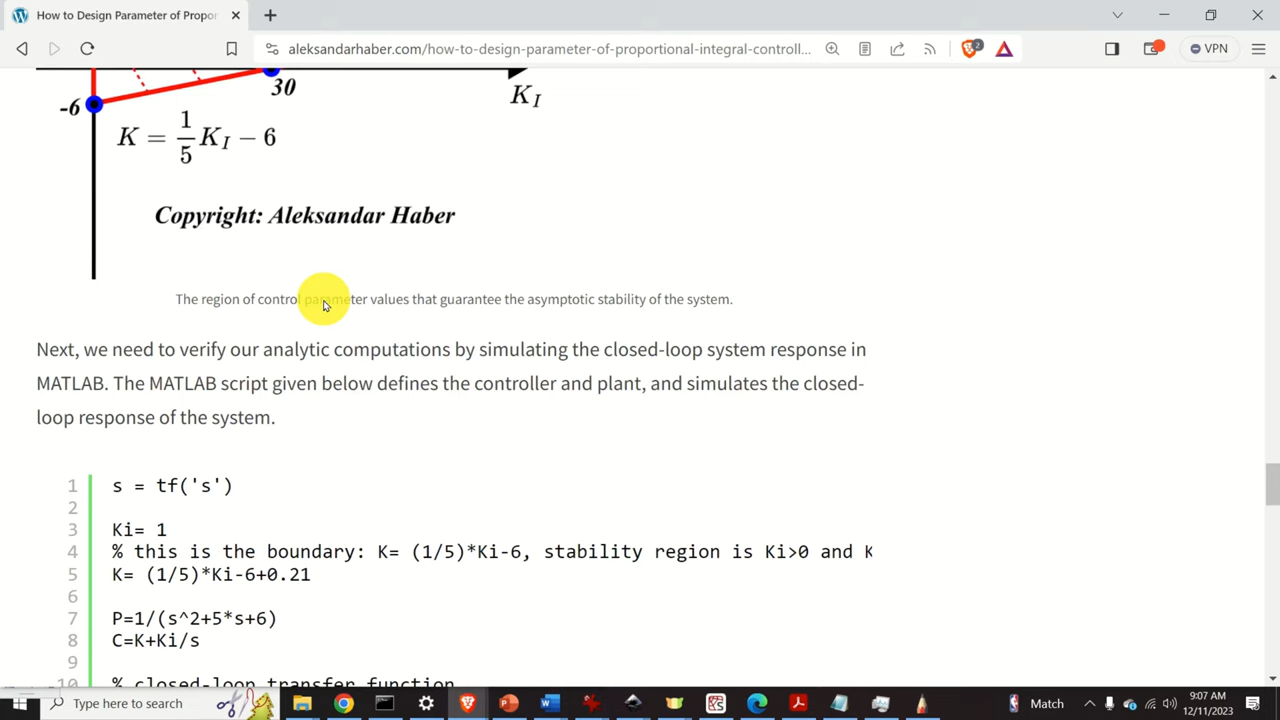 How to Design Parameter of Propor
aleksandarhaber.com/how-to-design-parameter-of-proportional-integral-controll...
2
VPN
-6
30
K_I
K = 1/5 K_I − 6
Copyright: Aleksandar Haber
The region of control parameter values that guarantee the asymptotic stability of the system.
Next, we need to verify our analytic computations by simulating the closed-loop system response in
MATLAB. The MATLAB script given below defines the controller and plant, and simulates the closed-
loop response of the system.
1 s = tf('s')
2
3 Ki= 1
4 % this is the boundary: K= (1/5)*Ki-6, stability region is Ki>0 and K
5 K= (1/5)*Ki-6+0.21
6
7 P=1/(s^2+5*s+6)
8 C=K+Ki/s
9
10 % closed-loop transfer function
Type here to search
Match
9:07 AM
12/11/2023